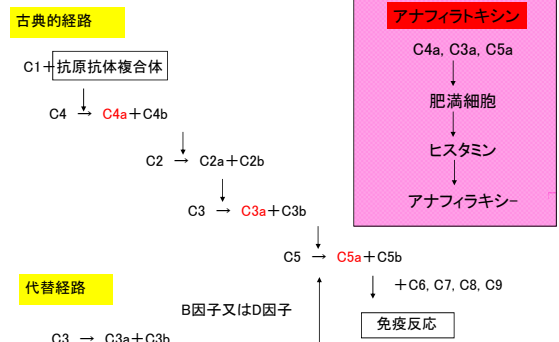 古典的経路
C1＋抗原抗体複合体
C4 → C4a＋C4b
C2 → C2a＋C2b
C3 → C3a＋C3b
C5 → C5a＋C5b
＋C6, C7, C8, C9
免疫反応
代替経路
B因子又はD因子
C3 → C3a＋C3b
アナフィラトキシン
C4a, C3a, C5a
肥満細胞
ヒスタミン
アナフィラキシー